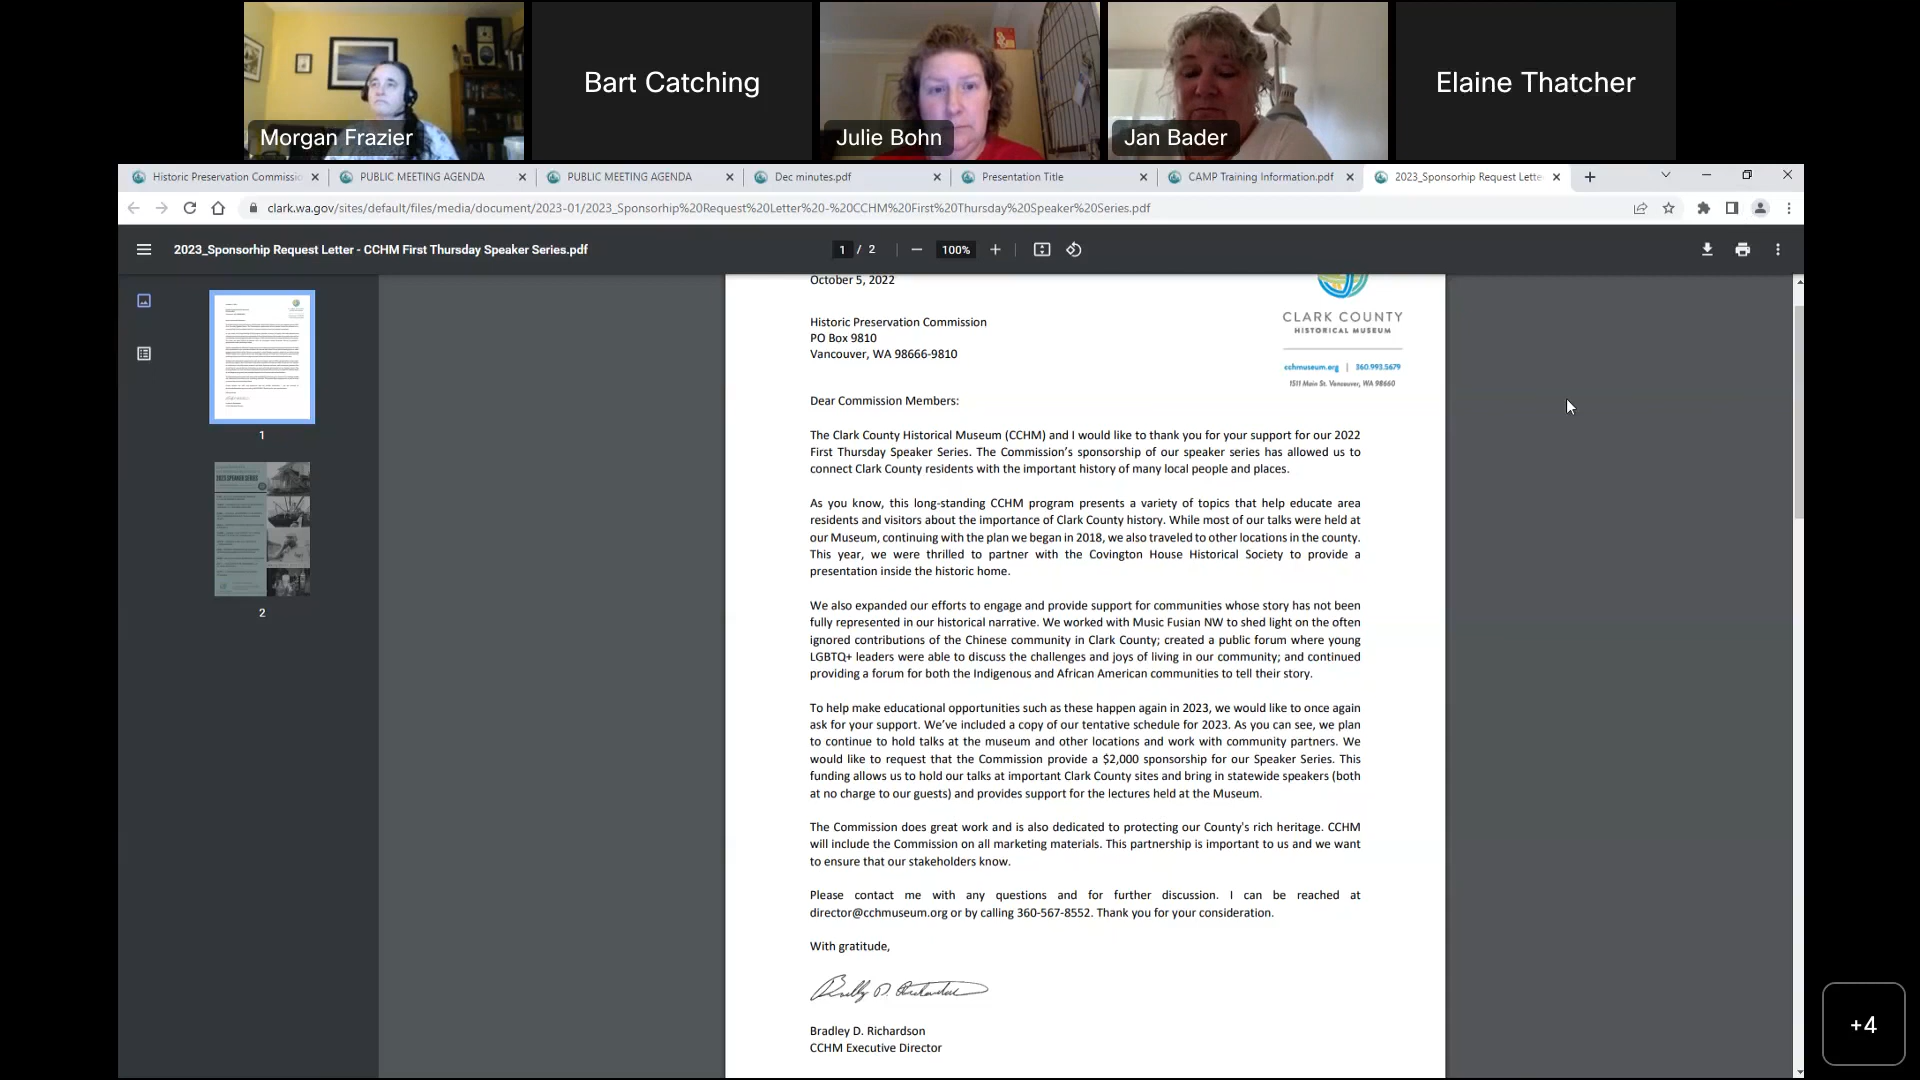 Morgan Frazier
Bart Catching
Julie Bohn
Jan Bader
Elaine Thatcher
Historic Preservation Commissio
PUBLIC MEETING AGENDA
PUBLIC MEETING AGENDA
Dec minutes.pdf
Presentation Title
CAMP Training Information.pdf
2023_Sponsorhip Request Lette
clark.wa.gov/sites/default/files/media/document/2023-01/2023_Sponsorhip%20Request%20Letter%20-%20CCHM%20First%20Thursday%20Speaker%20Series.pdf
2023_Sponsorhip Request Letter - CCHM First Thursday Speaker Series.pdf
1 / 2
100%
1
2023 SPEAKER SERIES
2
October 5, 2022
Historic Preservation Commission
PO Box 9810
Vancouver, WA 98666-9810
CLARK COUNTY
HISTORICAL MUSEUM
cchmuseum.org | 360.993.5679
1511 Main St. Vancouver, WA 98660
Dear Commission Members:
The Clark County Historical Museum (CCHM) and I would like to thank you for your support for our 2022
First Thursday Speaker Series. The Commission's sponsorship of our speaker series has allowed us to
connect Clark County residents with the important history of many local people and places.
As you know, this long-standing CCHM program presents a variety of topics that help educate area
residents and visitors about the importance of Clark County history. While most of our talks were held at
our Museum, continuing with the plan we began in 2018, we also traveled to other locations in the county.
This year, we were thrilled to partner with the Covington House Historical Society to provide a
presentation inside the historic home.
We also expanded our efforts to engage and provide support for communities whose story has not been
fully represented in our historical narrative. We worked with Music Fusian NW to shed light on the often
ignored contributions of the Chinese community in Clark County; created a public forum where young
LGBTQ+ leaders were able to discuss the challenges and joys of living in our community; and continued
providing a forum for both the Indigenous and African American communities to tell their story.
To help make educational opportunities such as these happen again in 2023, we would like to once again
ask for your support. We've included a copy of our tentative schedule for 2023. As you can see, we plan
to continue to hold talks at the museum and other locations and work with community partners. We
would like to request that the Commission provide a $2,000 sponsorship for our Speaker Series. This
funding allows us to hold our talks at important Clark County sites and bring in statewide speakers (both
at no charge to our guests) and provides support for the lectures held at the Museum.
The Commission does great work and is also dedicated to protecting our County's rich heritage. CCHM
will include the Commission on all marketing materials. This partnership is important to us and we want
to ensure that our stakeholders know.
Please contact me with any questions and for further discussion. I can be reached at
director@cchmuseum.org or by calling 360-567-8552. Thank you for your consideration.
With gratitude,
Bradley D. Richardson
CCHM Executive Director
+4